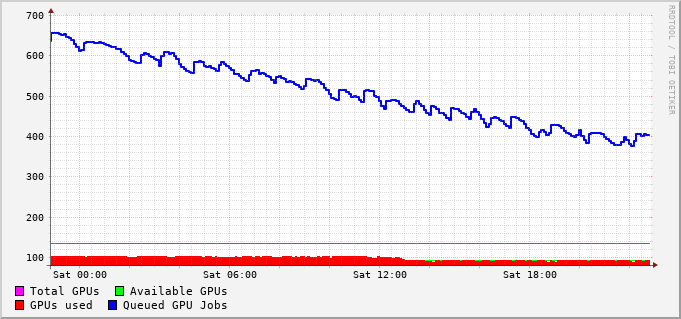 700
600
500
400
300
200
100
Sat 00:00 Sat 06:00 Sat 12:00 Sat 18:00
Total GPUs Available GPUs
GPUs used Queued GPU Jobs
RRDTOOL / TOBI OETIKER